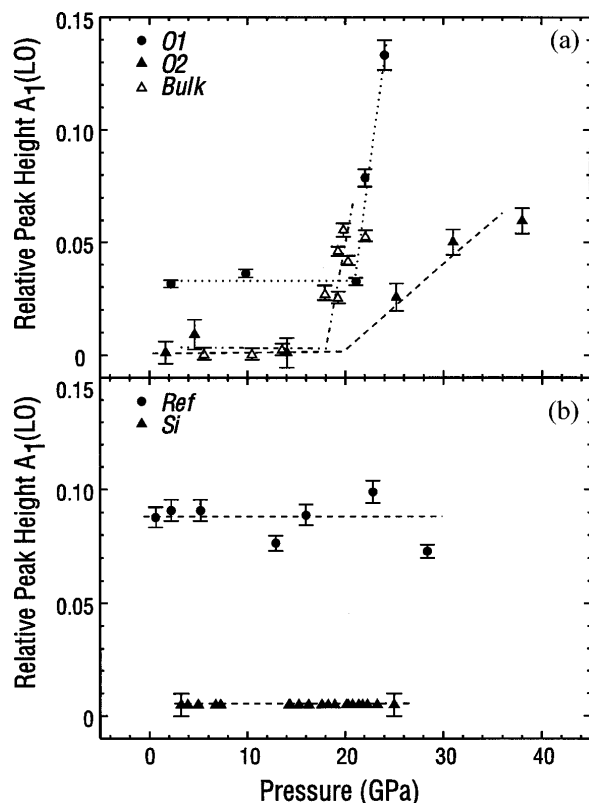 (a)
O1
O2
Bulk
Relative Peak Height A1(LO)
0.15
0.10
0.05
0
(b)
Ref
Si
Relative Peak Height A1(LO)
0.15
0.10
0.05
0
0 10 20 30 40
Pressure (GPa)